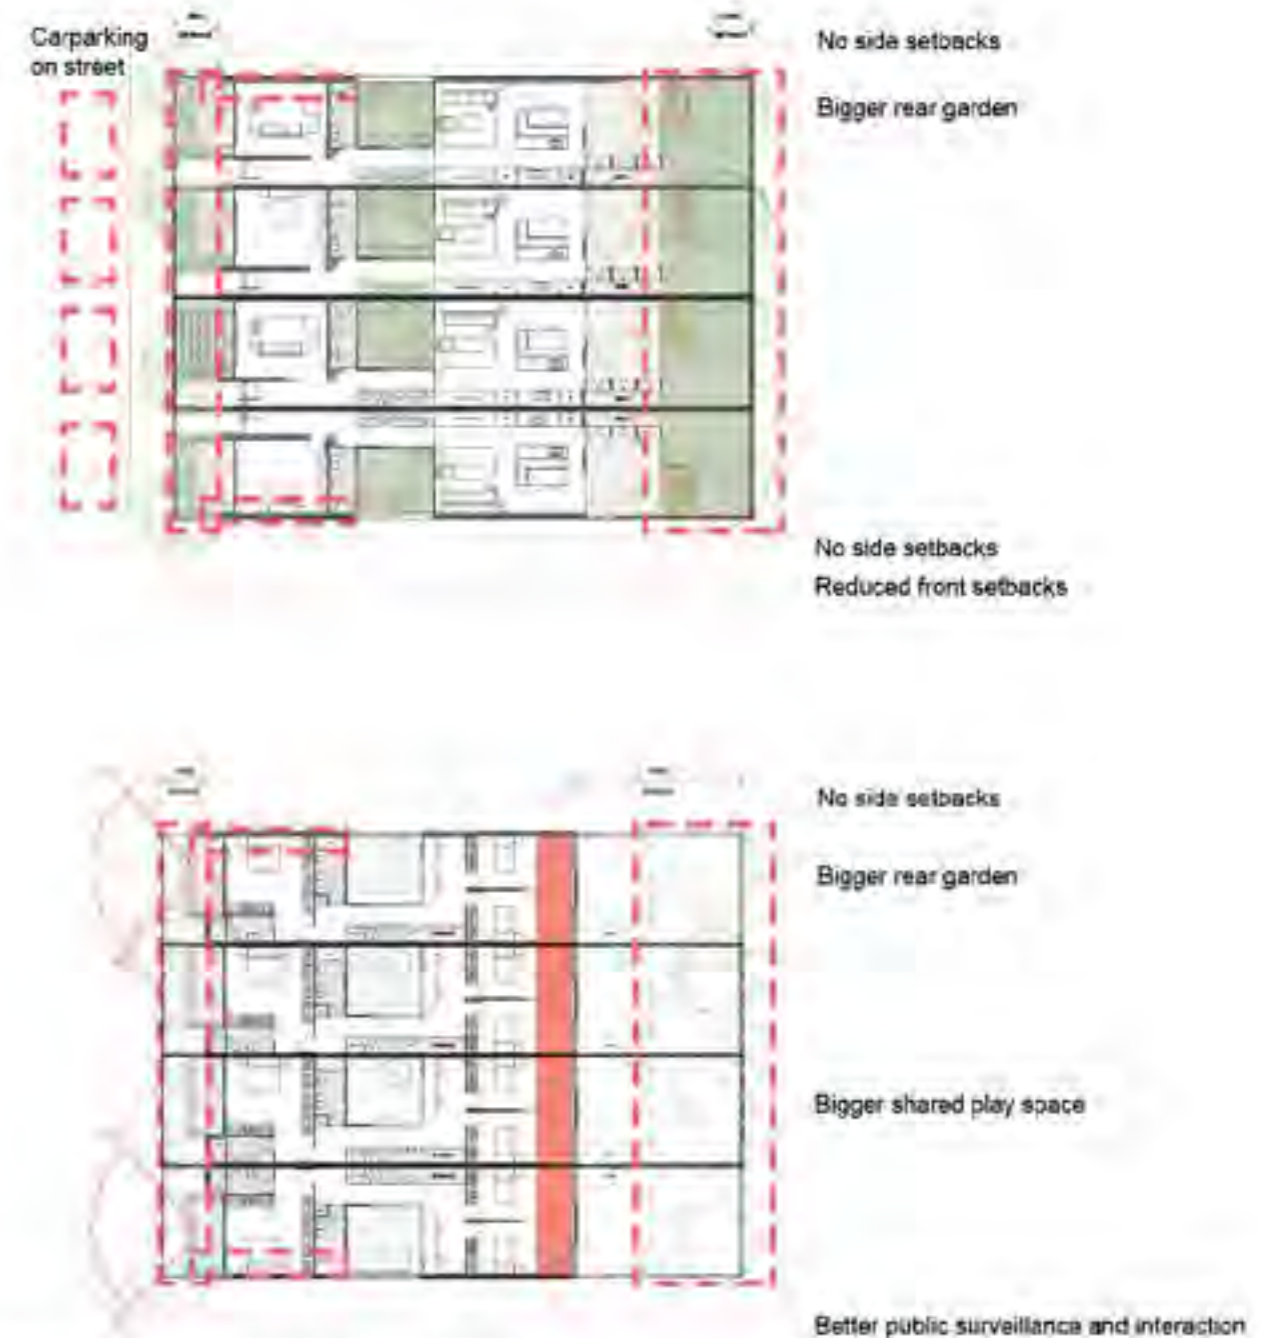 Carparking
on street
No side setbacks
Bigger rear garden
No side setbacks
Reduced front setbacks
No side setbacks
Bigger rear garden
Bigger shared play space
Better public surveillance and interaction